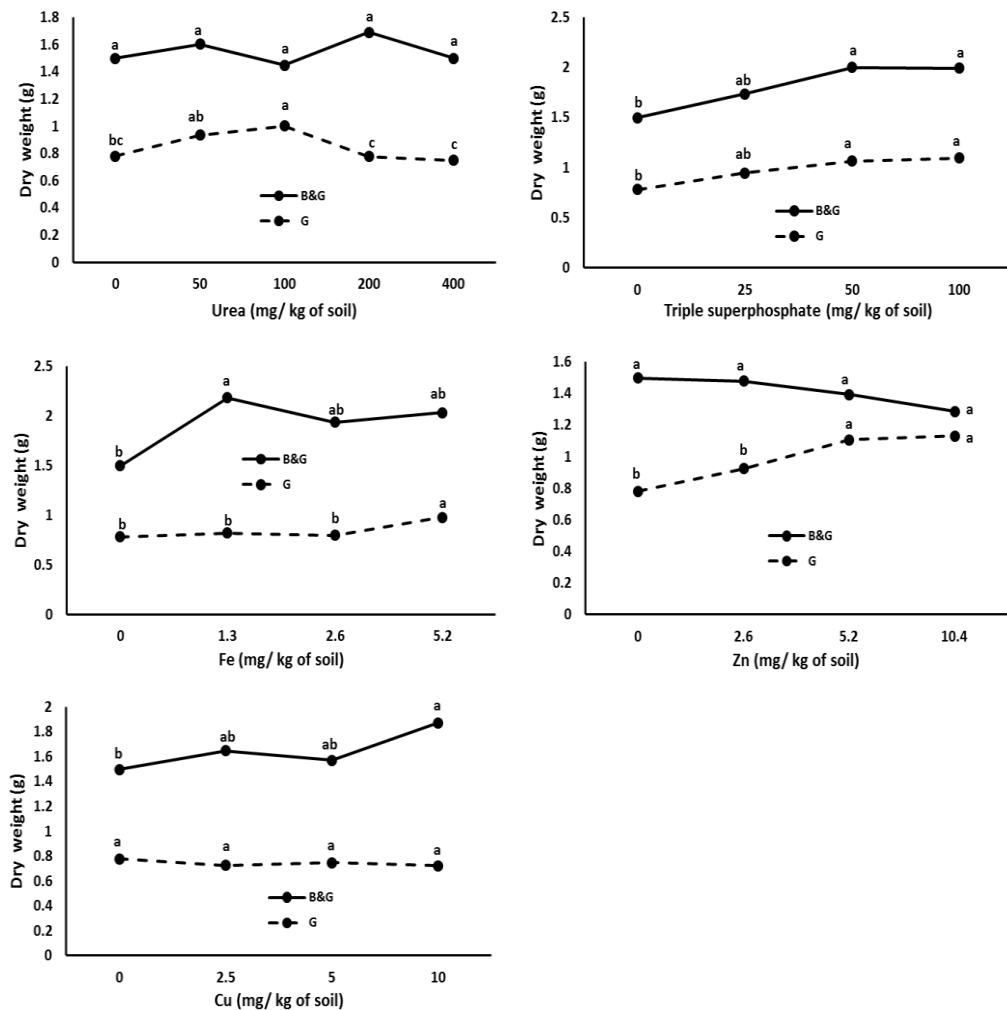 1.8
1.6
1.4
1.2
1
0.8
0.6
0.4
0.2
0
Dry weight (g)
a a a a a
bc ab a c c
B&G
G
0 50 100 200 400
Urea (mg/ kg of soil)
2.5
2
1.5
1
0.5
0
Dry weight (g)
b ab a a
b ab a a
B&G
G
0 25 50 100
Triple superphosphate (mg/ kg of soil)
2.5
2
1.5
1
0.5
0
Dry weight (g)
b a ab ab
b b b a
B&G
G
0 1.3 2.6 5.2
Fe (mg/ kg of soil)
1.6
1.4
1.2
1
0.8
0.6
0.4
0.2
0
Dry weight (g)
a a a a
b b a a
B&G
G
0 2.6 5.2 10.4
Zn (mg/ kg of soil)
2
1.8
1.6
1.4
1.2
1
0.8
0.6
0.4
0.2
0
Dry weight (g)
b ab ab a
a a a a
B&G
G
0 2.5 5 10
Cu (mg/ kg of soil)